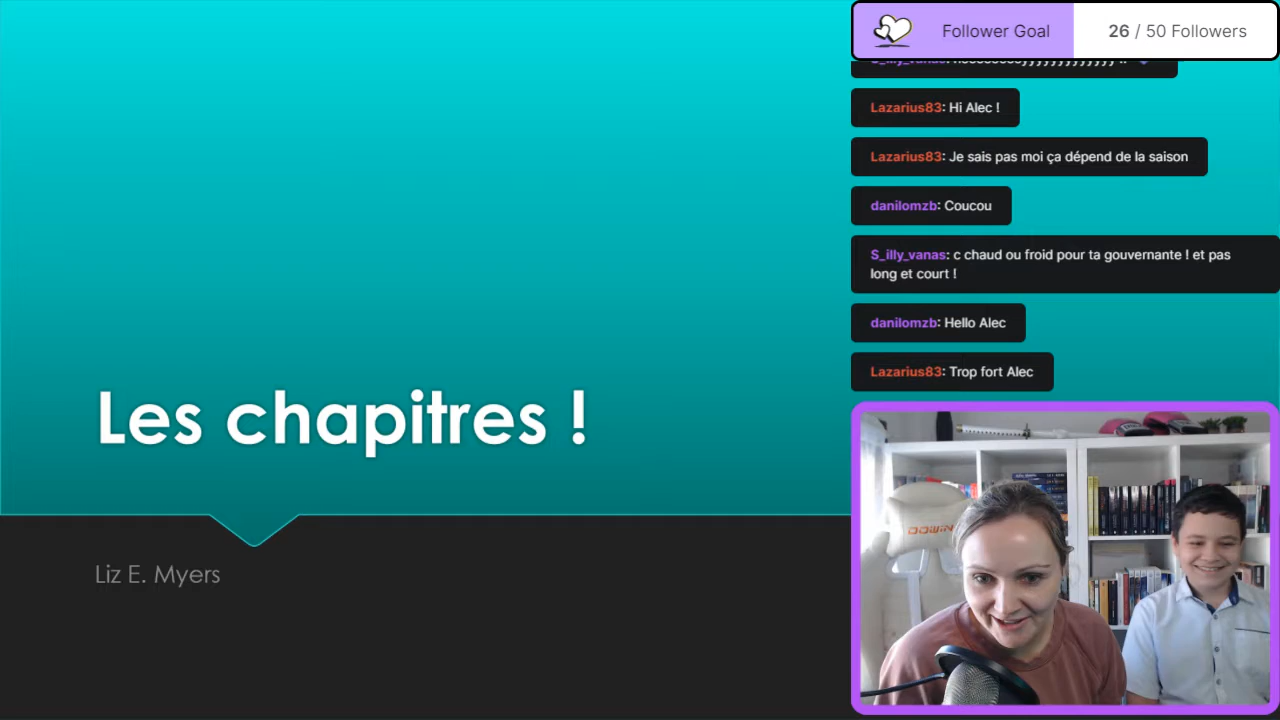 Follower Goal
26 / 50 Followers
Lazarius83: Hi Alec !
Lazarius83: Je sais pas moi ça dépend de la saison
danilomzb: Coucou
S_illy_vanas: c chaud ou froid pour ta gouvernante ! et pas
long et court !
danilomzb: Hello Alec
Lazarius83: Trop fort Alec
Les chapitres !
Liz E. Myers